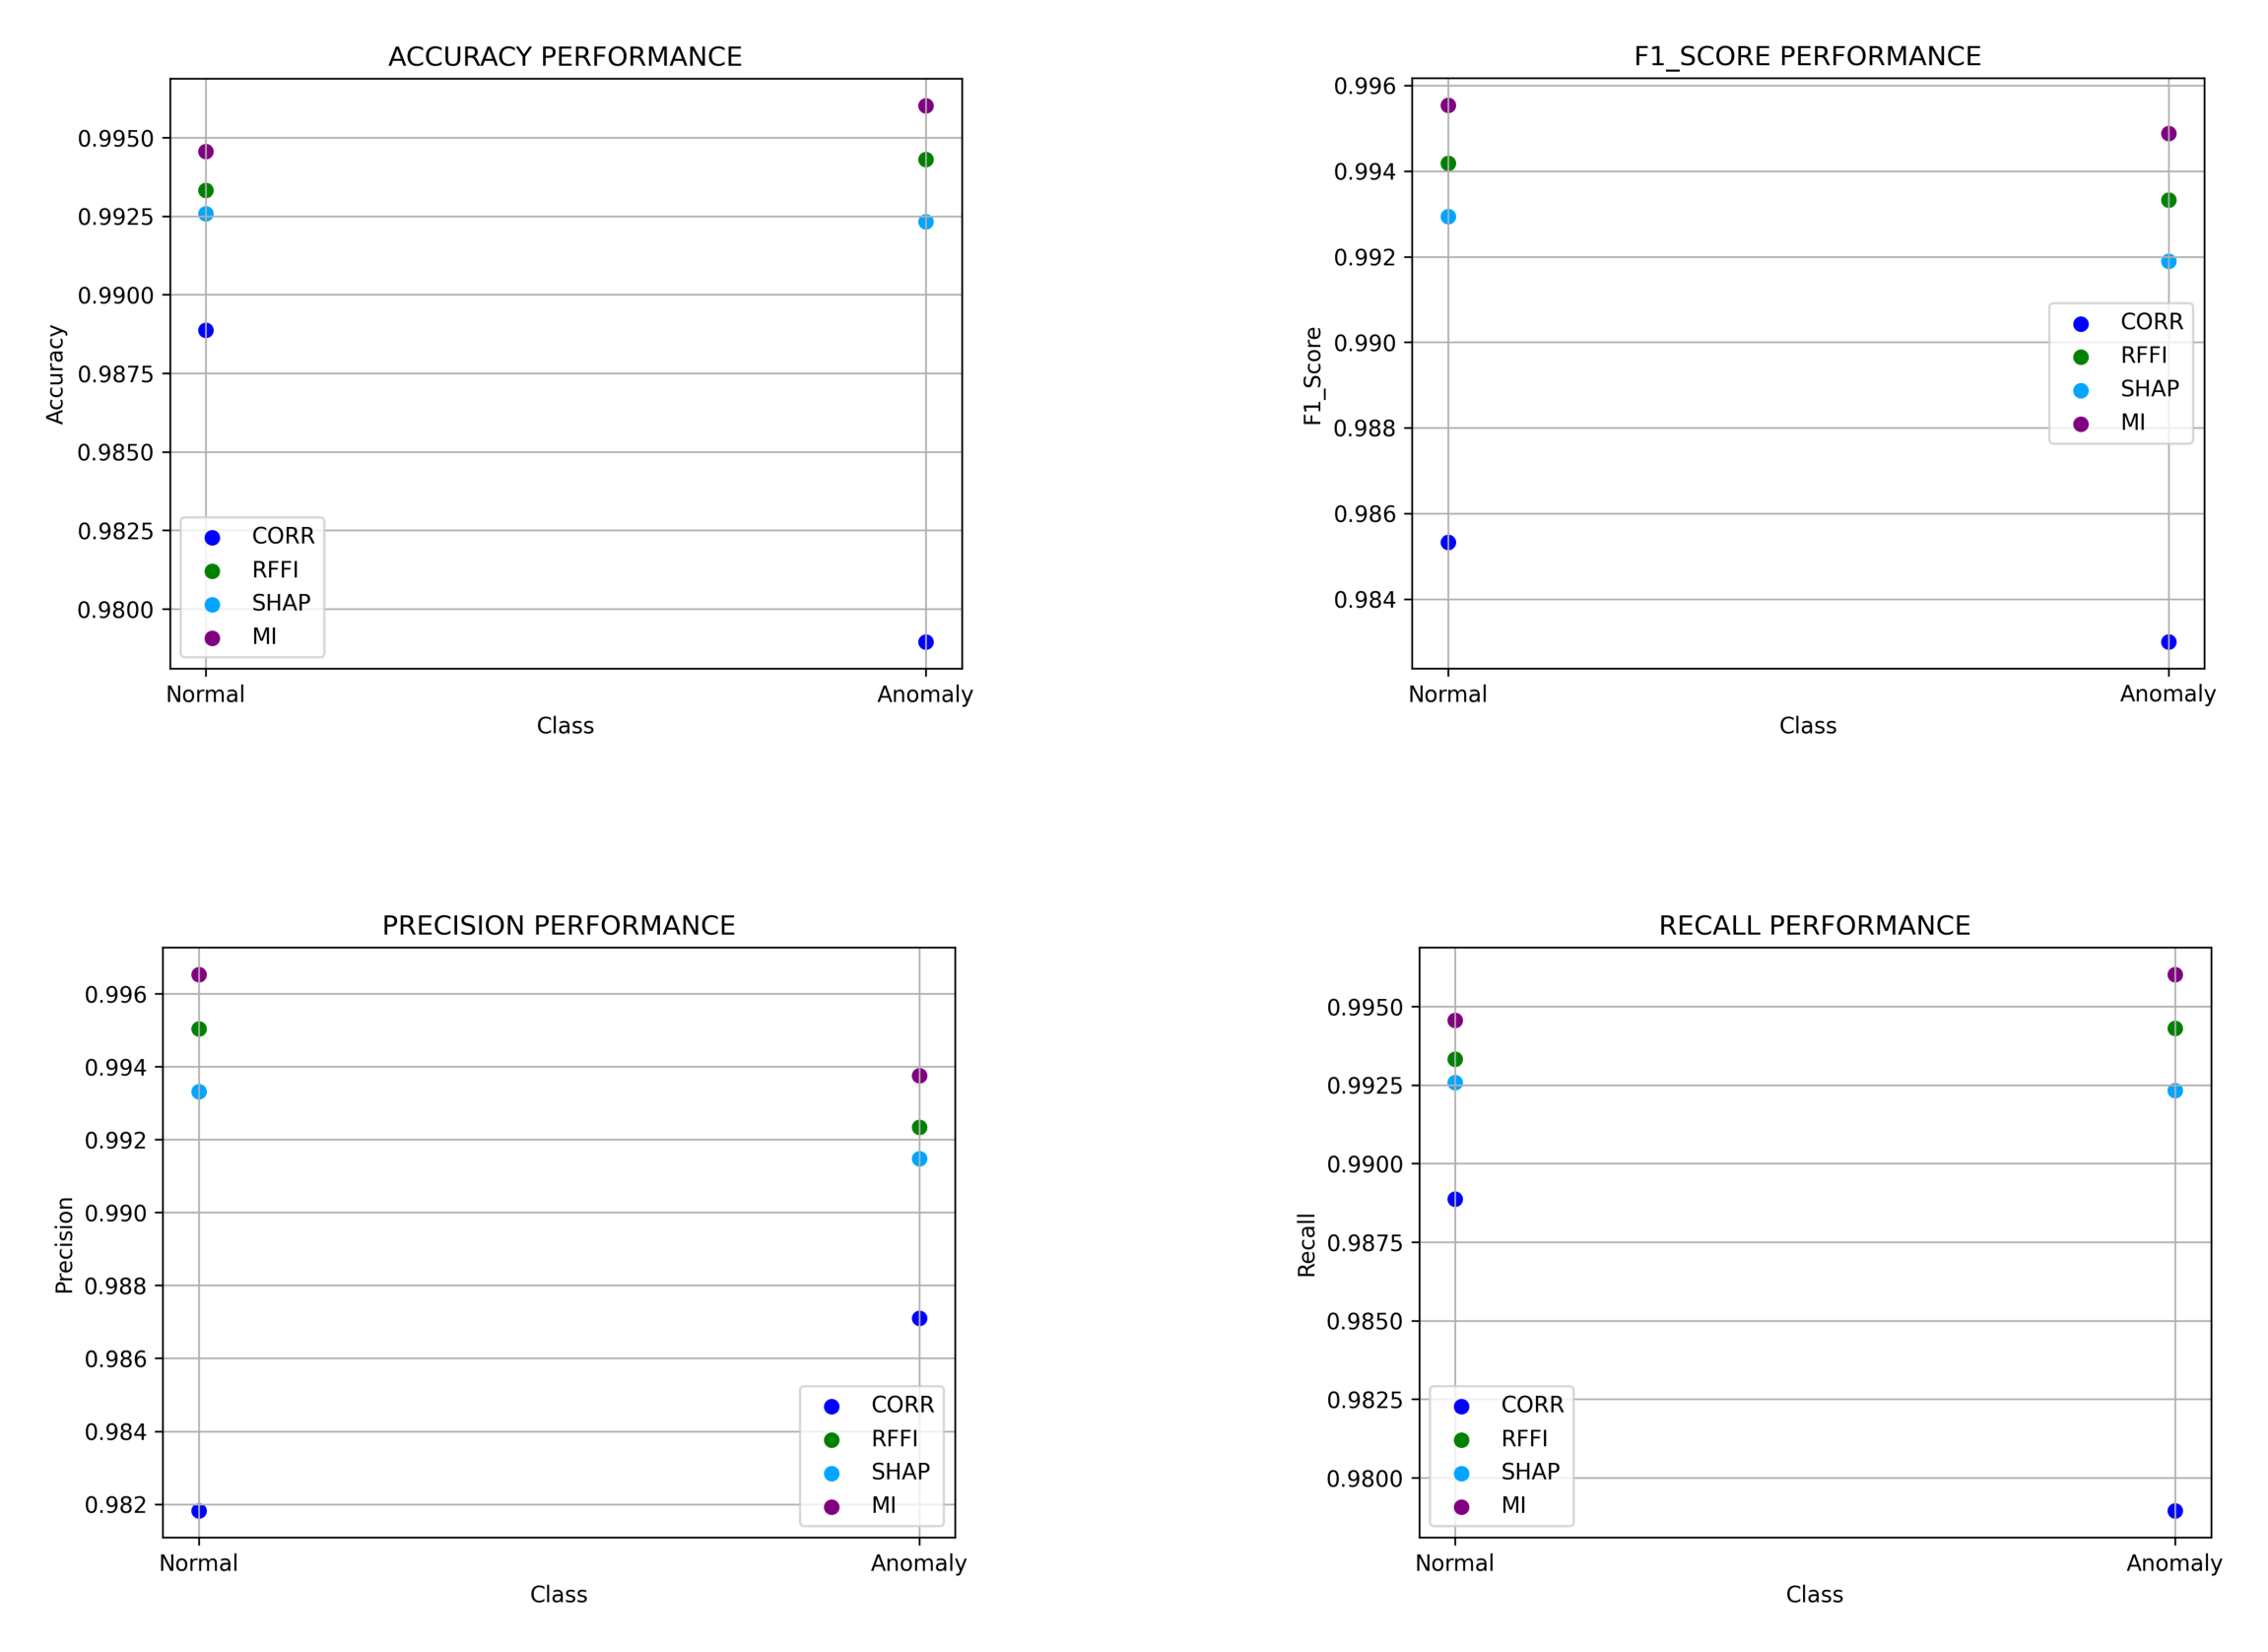 ACCURACY PERFORMANCE
0.9950
0.9925
0.9900
0.9875
0.9850
0.9825
0.9800
Accuracy
CORR
RFFI
SHAP
MI
Normal
Anomaly
Class
F1_SCORE PERFORMANCE
0.996
0.994
0.992
0.990
0.988
0.986
0.984
F1_Score
CORR
RFFI
SHAP
MI
Normal
Anomaly
Class
PRECISION PERFORMANCE
0.996
0.994
0.992
0.990
0.988
0.986
0.984
0.982
Precision
CORR
RFFI
SHAP
MI
Normal
Anomaly
Class
RECALL PERFORMANCE
0.9950
0.9925
0.9900
0.9875
0.9850
0.9825
0.9800
Recall
CORR
RFFI
SHAP
MI
Normal
Anomaly
Class